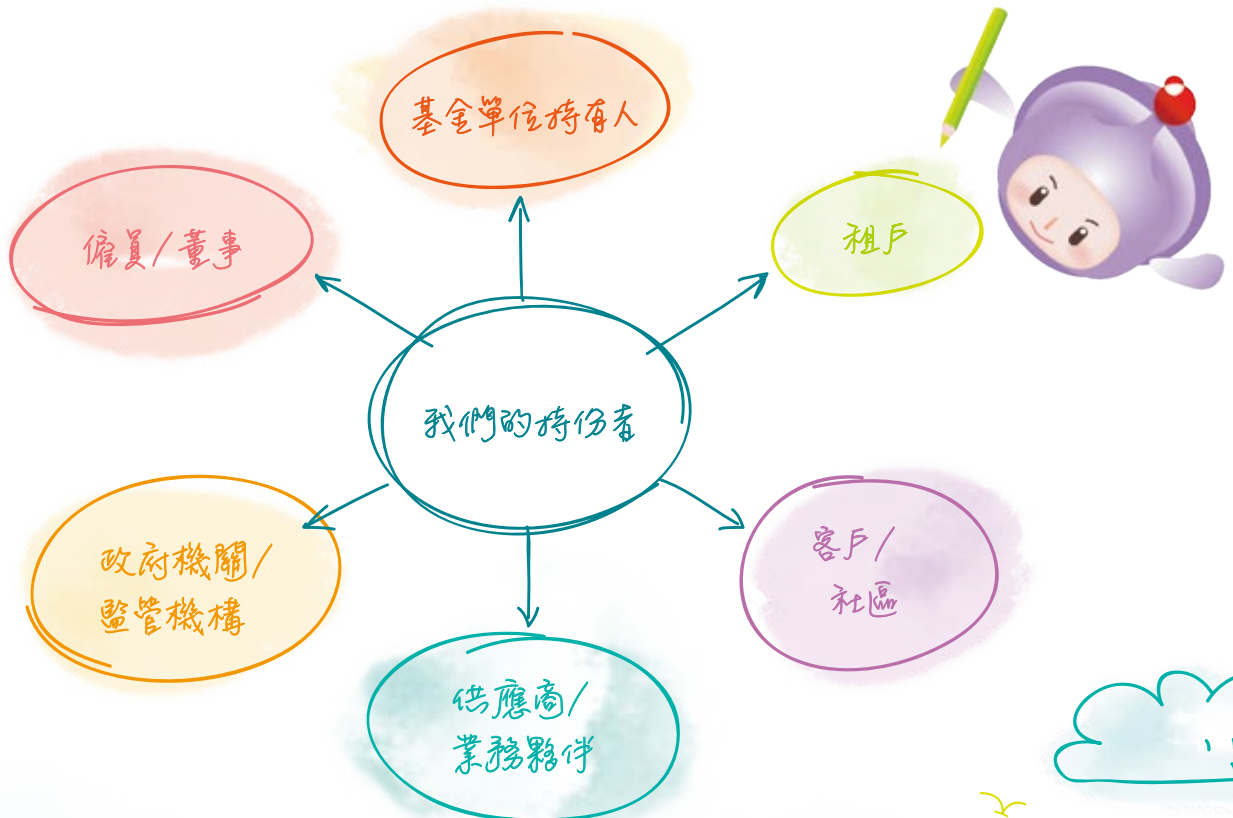 基金單位持有人
僱員/董事
租戶
我們的持份者
政府機關/
監管機構
客戶/
社區
供應商/
業務夥伴